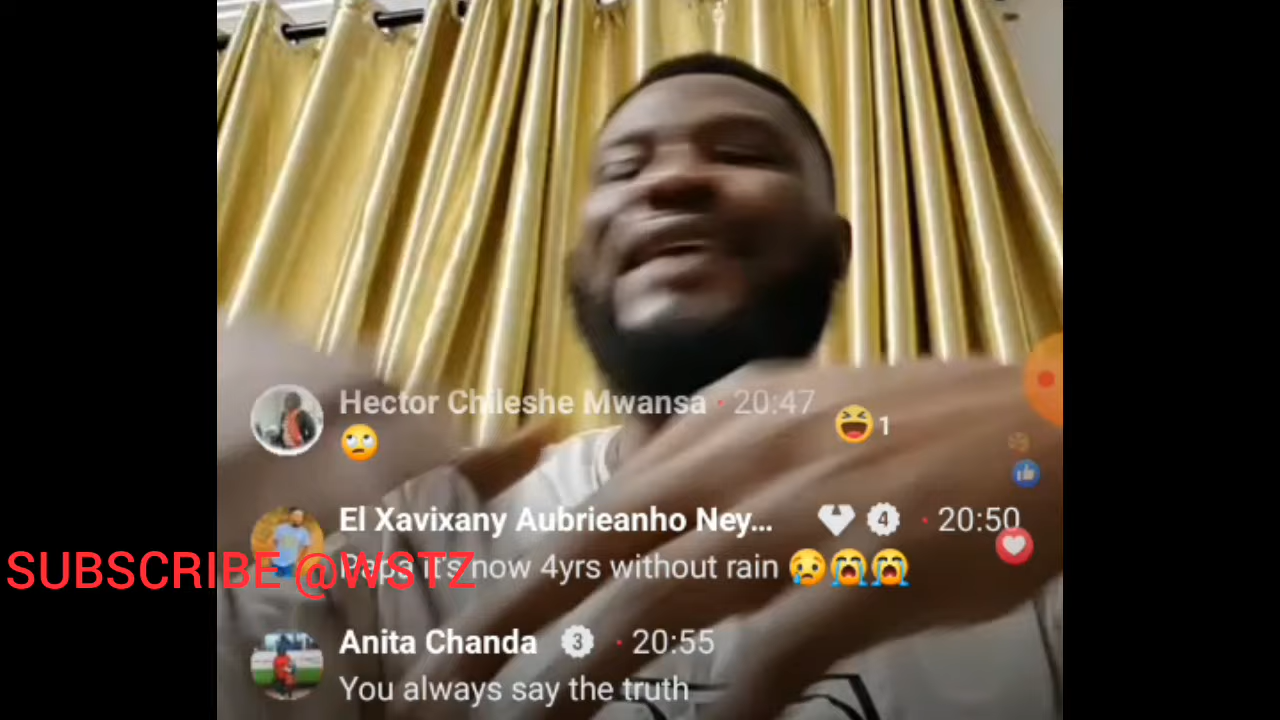 Hector Chileshe Mwansa · 20:47
🙄
😆 1
El Xavixany Aubrieanho Ney... 4 · 20:50
Papa it's now 4yrs without rain 😢😭😭
SUBSCRIBE @WSTZ
Anita Chanda 3 · 20:55
You always say the truth